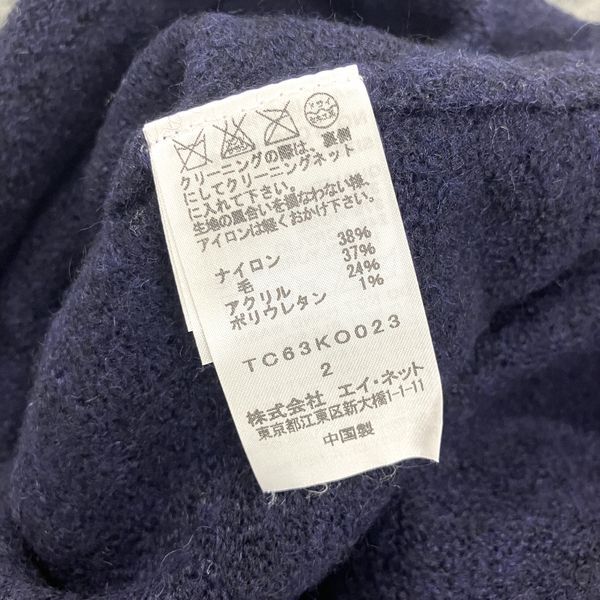 クリーニングの際は、裏側
にしてクリーニングネット
に入れて下さい。
生地の風合いを損なわない様、
アイロンは軽くおかけ下さい。
ナイロン 38%
毛 37%
アクリル 24%
ポリウレタン 1%
TC63KO023
2
株式会社 エイ・ネット
東京都江東区新大橋1-1-11
中国製